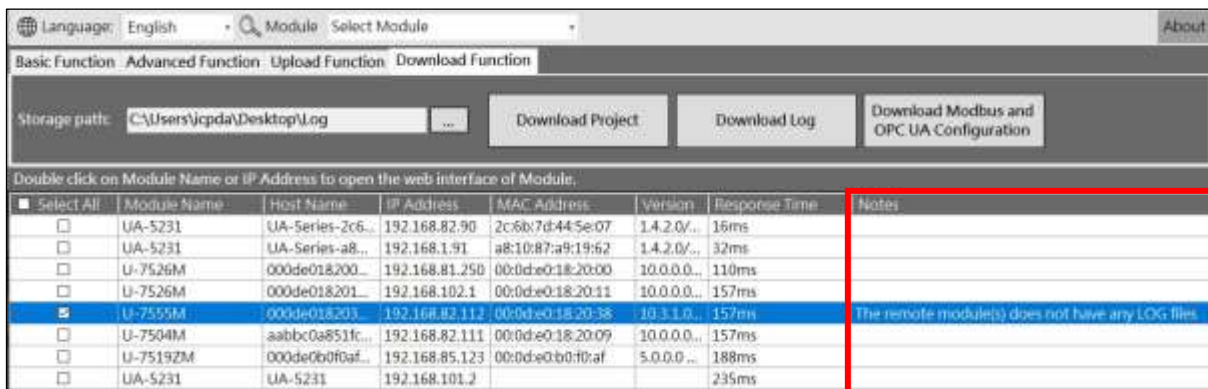 Language: English Module Select Module About
Basic Function Advanced Function Upload Function Download Function
Storage path: C:\Users\icpda\Desktop\Log ... Download Project Download Log Download Modbus and
OPC UA Configuration
Double click on Module Name or IP Address to open the web interface of Module.
Select All Module Name Host Name IP Address MAC Address Version Response Time Notes
UA-5231 UA-Series-2c6... 192.168.82.90 2c:6b:7d:44:5e:07 1.4.2.0/... 16ms
UA-5231 UA-Series-a8... 192.168.1.91 a8:10:87:a9:19:62 1.4.2.0/... 32ms
U-7526M 000de018200... 192.168.81.250 00:0d:e0:18:20:00 10.0.0.0... 110ms
U-7526M 000de018201... 192.168.102.1 00:0d:e0:18:20:11 10.0.0.0... 157ms
U-7555M 000de018203... 192.168.82.112 00:0d:e0:18:20:38 10.3.1.0... 157ms The remote module(s) does not have any LOG files
U-7504M aabbc0a851fc... 192.168.82.111 00:0d:e0:18:20:09 10.0.0.0... 157ms
U-7519ZM 000de0b0f0af... 192.168.85.123 00:0d:e0:b0:f0:af 5.0.0.0 ... 188ms
UA-5231 UA-5231 192.168.101.2 235ms